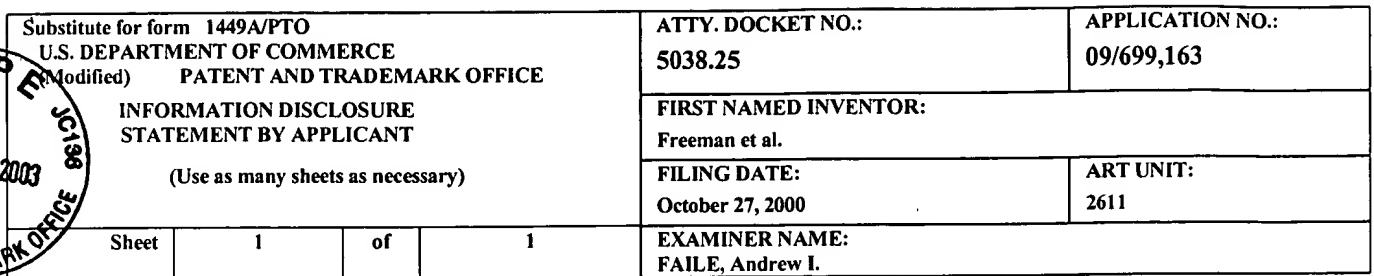 Substitute for form 1449A/PTO
U.S. DEPARTMENT OF COMMERCE
(Modified) PATENT AND TRADEMARK OFFICE
INFORMATION DISCLOSURE
STATEMENT BY APPLICANT
(Use as many sheets as necessary)
Sheet 1 of 1
ATTY. DOCKET NO.:
5038.25
APPLICATION NO.:
09/699,163
FIRST NAMED INVENTOR:
Freeman et al.
FILING DATE:
October 27, 2000
ART UNIT:
2611
EXAMINER NAME:
FAILE, Andrew I.
JC136
2003
OFFICE